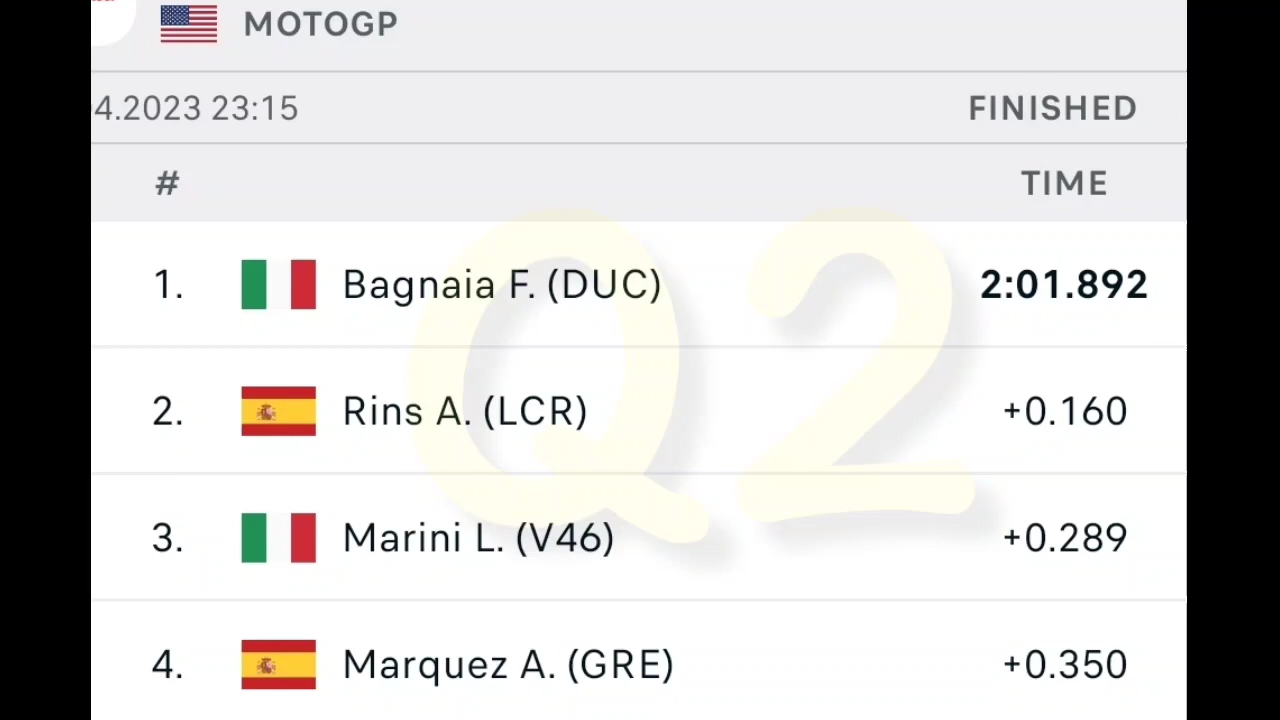 MOTOGP
4.2023 23:15 FINISHED
# TIME
1. Bagnaia F. (DUC) 2:01.892
2. Rins A. (LCR) +0.160
3. Marini L. (V46) +0.289
4. Marquez A. (GRE) +0.350
Q2